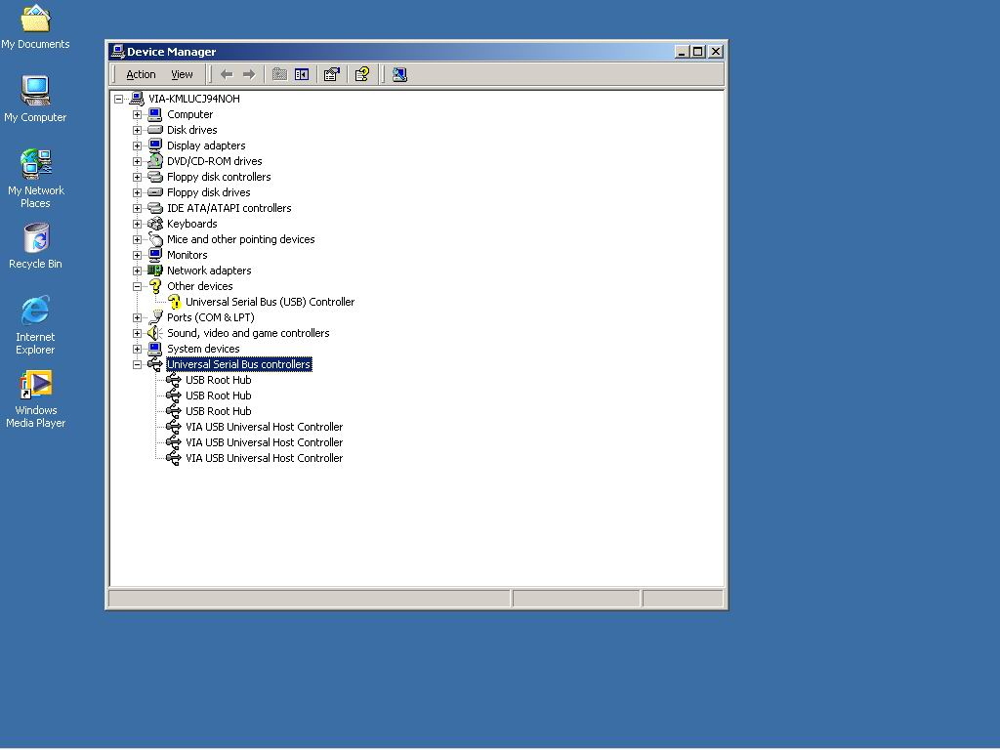 My Documents
My Computer
My Network
Places
Recycle Bin
Internet
Explorer
Windows
Media Player
Device Manager
Action View
VIA-KMLUCJ94NOH
Computer
Disk drives
Display adapters
DVD/CD-ROM drives
Floppy disk controllers
Floppy disk drives
IDE ATA/ATAPI controllers
Keyboards
Mice and other pointing devices
Monitors
Network adapters
Other devices
Universal Serial Bus (USB) Controller
Ports (COM & LPT)
Sound, video and game controllers
System devices
Universal Serial Bus controllers
USB Root Hub
USB Root Hub
USB Root Hub
VIA USB Universal Host Controller
VIA USB Universal Host Controller
VIA USB Universal Host Controller